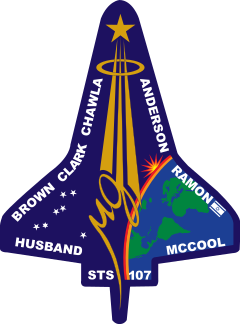 BROWN CLARK CHAWLA
ANDERSON RAMON
HUSBAND
MCCOOL
STS 107